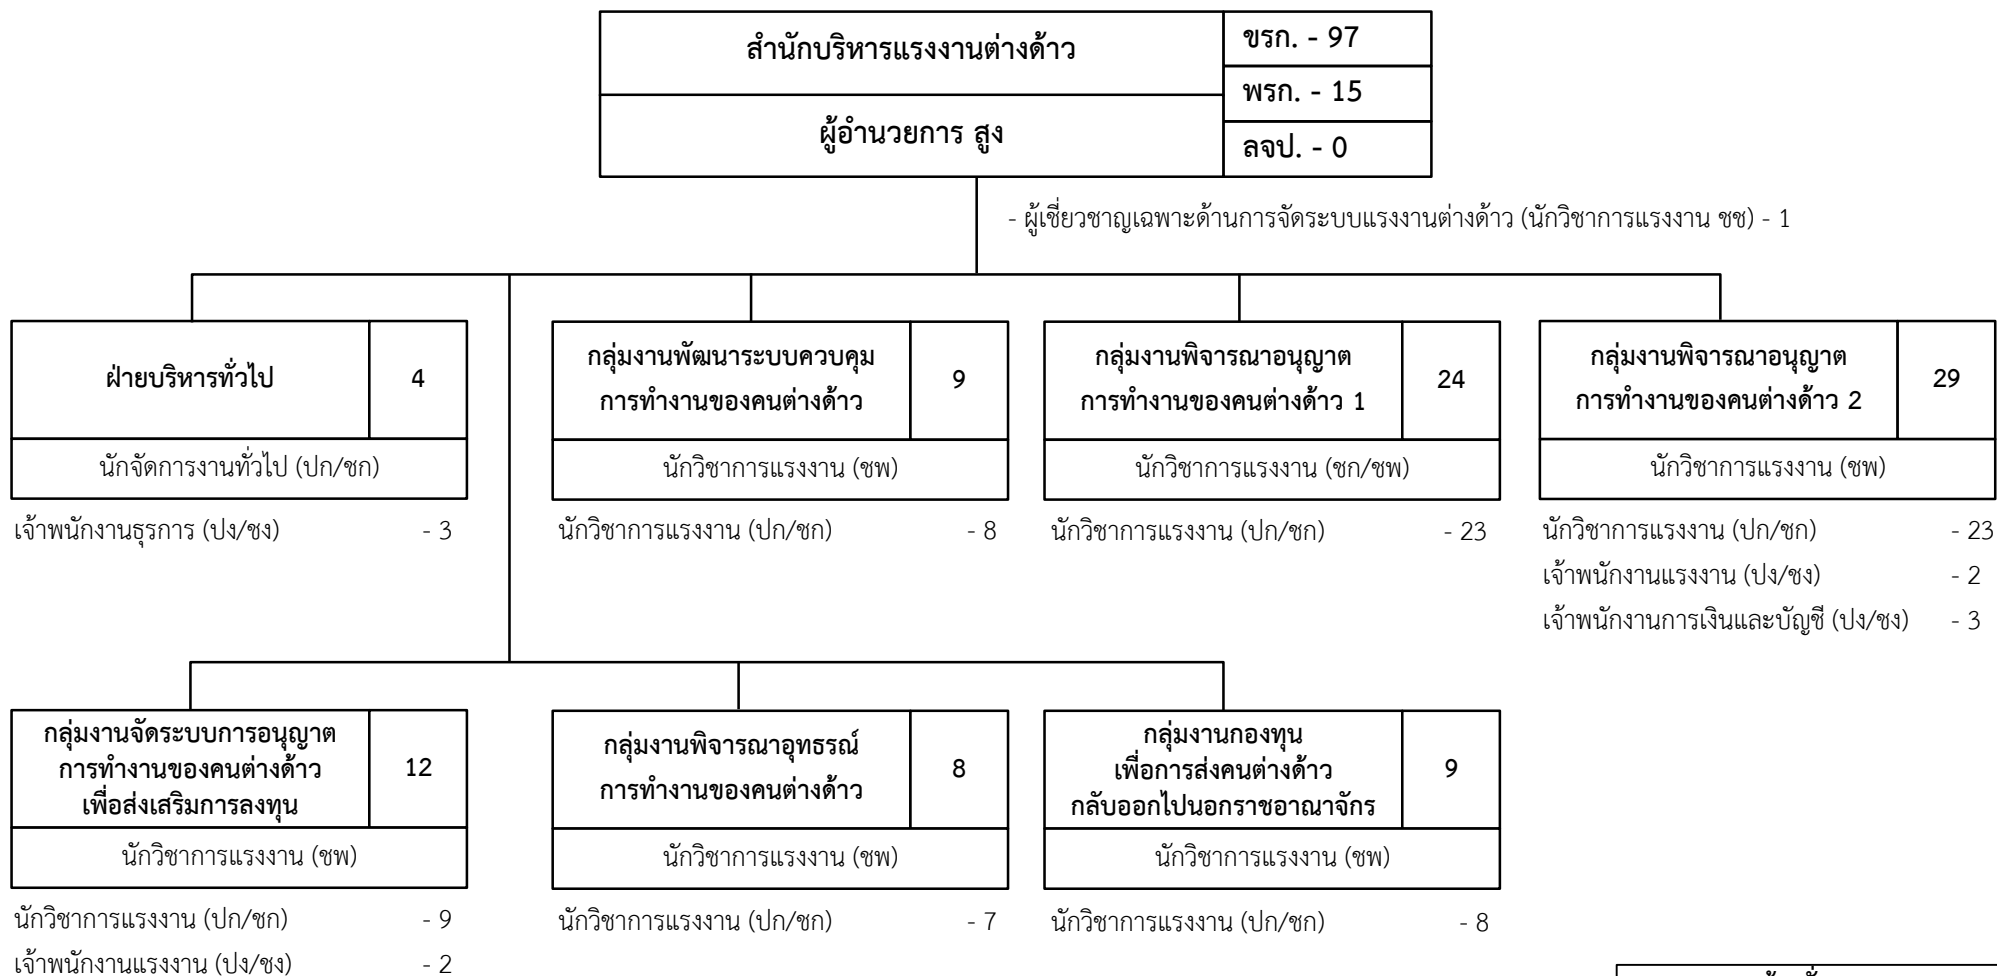 สำนักบริหารแรงงานต่างด้าว
ผู้อำนวยการ สูง
ขรก. - 97
พรก. - 15
ลจป. - 0
- ผู้เชี่ยวชาญเฉพาะด้านการจัดระบบแรงงานต่างด้าว (นักวิชาการแรงงาน ชช) - 1
ฝ่ายบริหารทั่วไป
4
นักจัดการงานทั่วไป (ปก/ชก)
เจ้าพนักงานธุรการ (ปง/ชง) - 3
กลุ่มงานพัฒนาระบบควบคุม
การทำงานของคนต่างด้าว
9
นักวิชาการแรงงาน (ชพ)
นักวิชาการแรงงาน (ปก/ชก) - 8
กลุ่มงานพิจารณาอนุญาต
การทำงานของคนต่างด้าว 1
24
นักวิชาการแรงงาน (ชก/ชพ)
นักวิชาการแรงงาน (ปก/ชก) - 23
กลุ่มงานพิจารณาอนุญาต
การทำงานของคนต่างด้าว 2
29
นักวิชาการแรงงาน (ชพ)
นักวิชาการแรงงาน (ปก/ชก) - 23
เจ้าพนักงานแรงงาน (ปง/ชง) - 2
เจ้าพนักงานการเงินและบัญชี (ปง/ชง) - 3
กลุ่มงานจัดระบบการอนุญาต
การทำงานของคนต่างด้าว
เพื่อส่งเสริมการลงทุน
12
นักวิชาการแรงงาน (ชพ)
นักวิชาการแรงงาน (ปก/ชก) - 9
เจ้าพนักงานแรงงาน (ปง/ชง) - 2
กลุ่มงานพิจารณาอุทธรณ์
การทำงานของคนต่างด้าว
8
นักวิชาการแรงงาน (ชพ)
นักวิชาการแรงงาน (ปก/ชก) - 7
กลุ่มงานกองทุน
เพื่อการส่งคนต่างด้าว
กลับออกไปนอกราชอาณาจักร
9
นักวิชาการแรงงาน (ชพ)
นักวิชาการแรงงาน (ปก/ชก) - 8